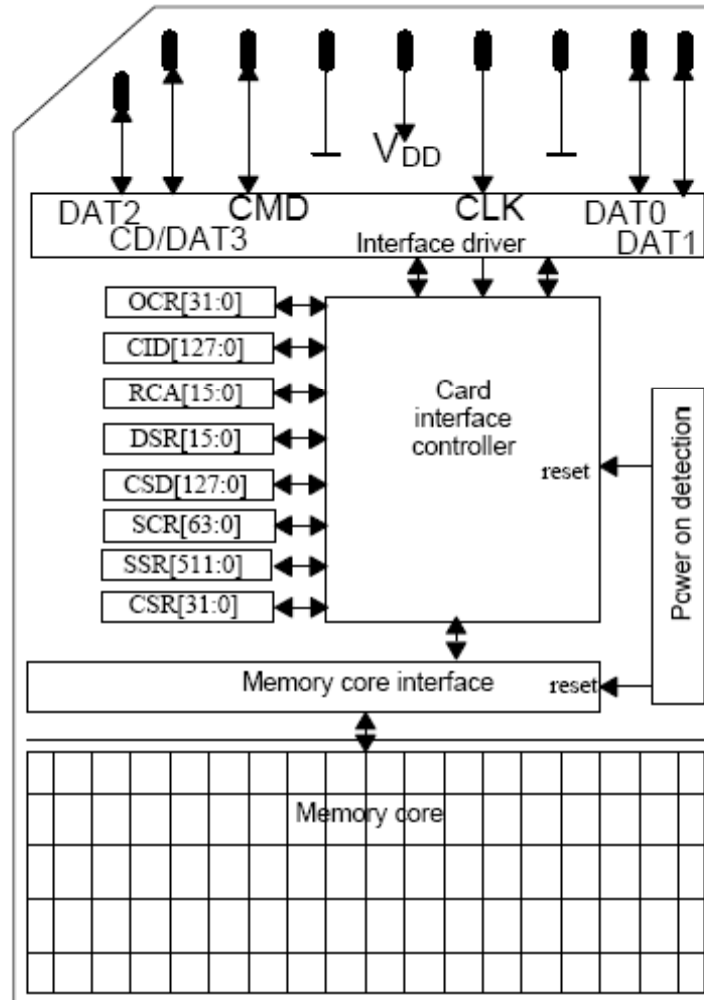 V DD
DAT2
CMD
CLK
DAT0
CD/DAT3
Interface driver
DAT1
OCR[31:0]
CID[127:0]
RCA[15:0]
DSR[15:0]
CSD[127:0]
SCR[63:0]
SSR[511:0]
CSR[31:0]
Card
interface
controller
reset
Power on detection
Memory core interface
reset
Memory core